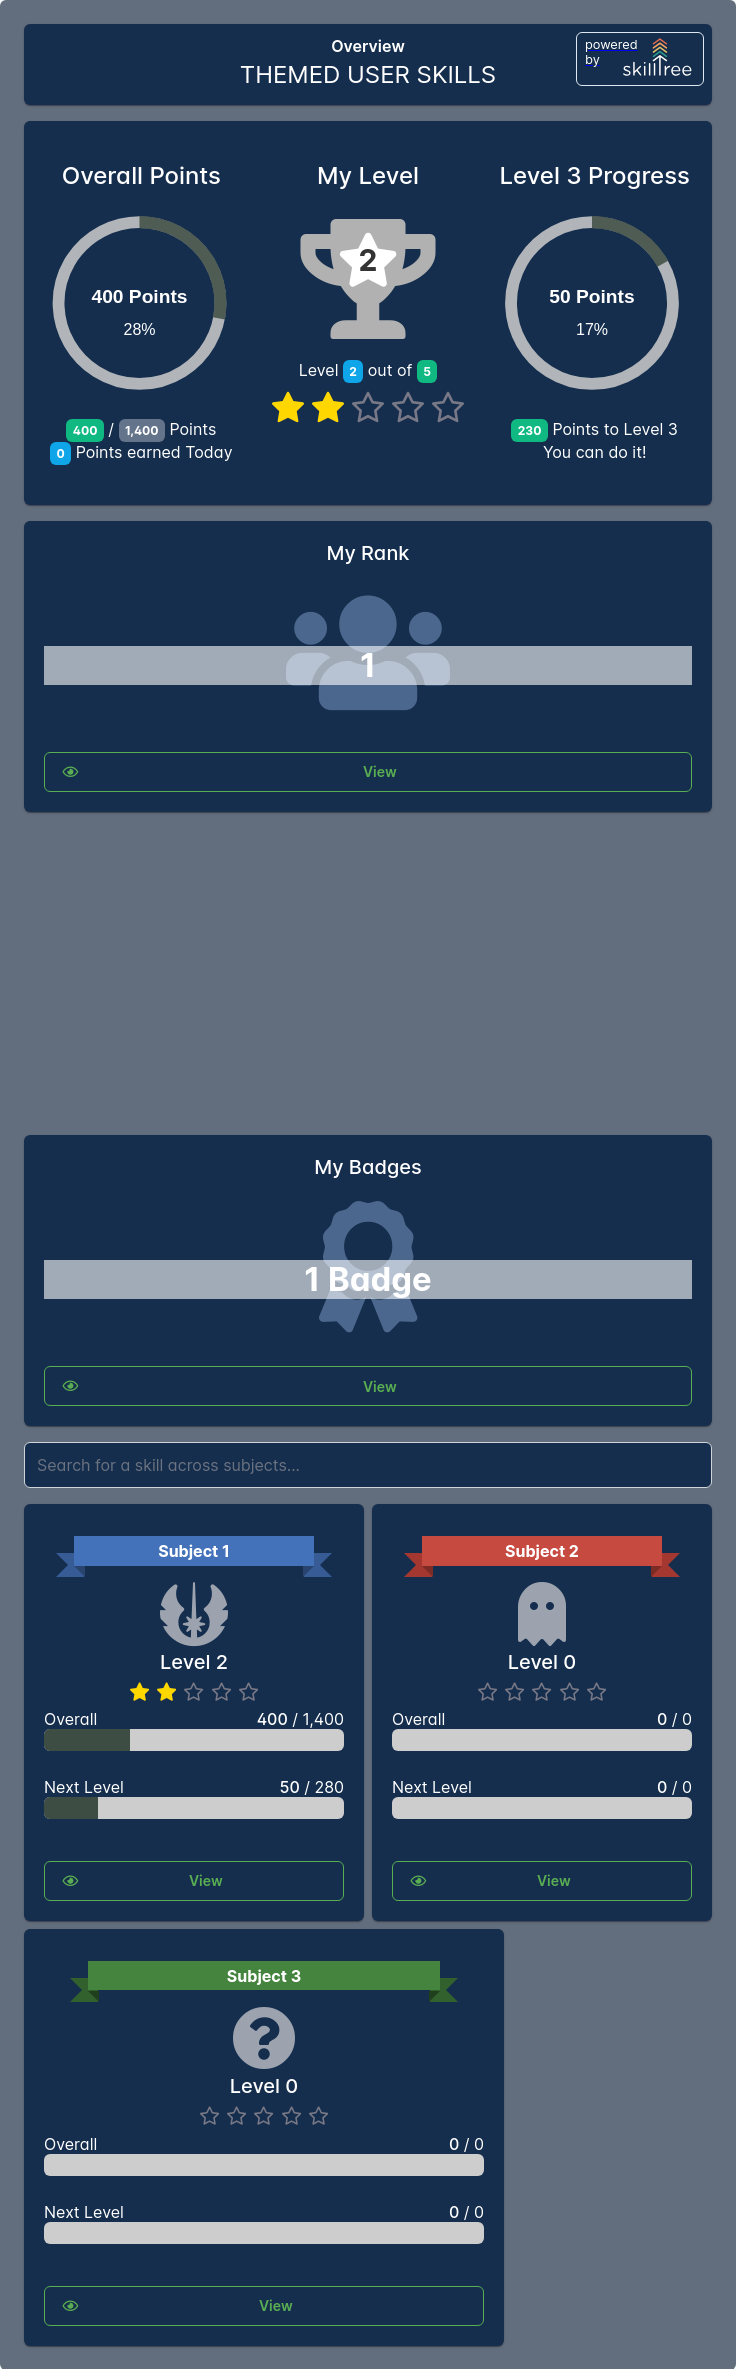 Overview
THEMED USER SKILLS
powered
by
skilltree
Overall Points
My Level
Level 3 Progress
400 Points
28%
2
50 Points
17%
Level 2 out of 5
400 / 1,400 Points
0 Points earned Today
230 Points to Level 3
You can do it!
My Rank
1
View
My Badges
1 Badge
View
Search for a skill across subjects...
Subject 1
Level 2
Overall 400 / 1,400
Next Level 50 / 280
View
Subject 2
Level 0
Overall 0 / 0
Next Level 0 / 0
View
Subject 3
Level 0
Overall 0 / 0
Next Level 0 / 0
View